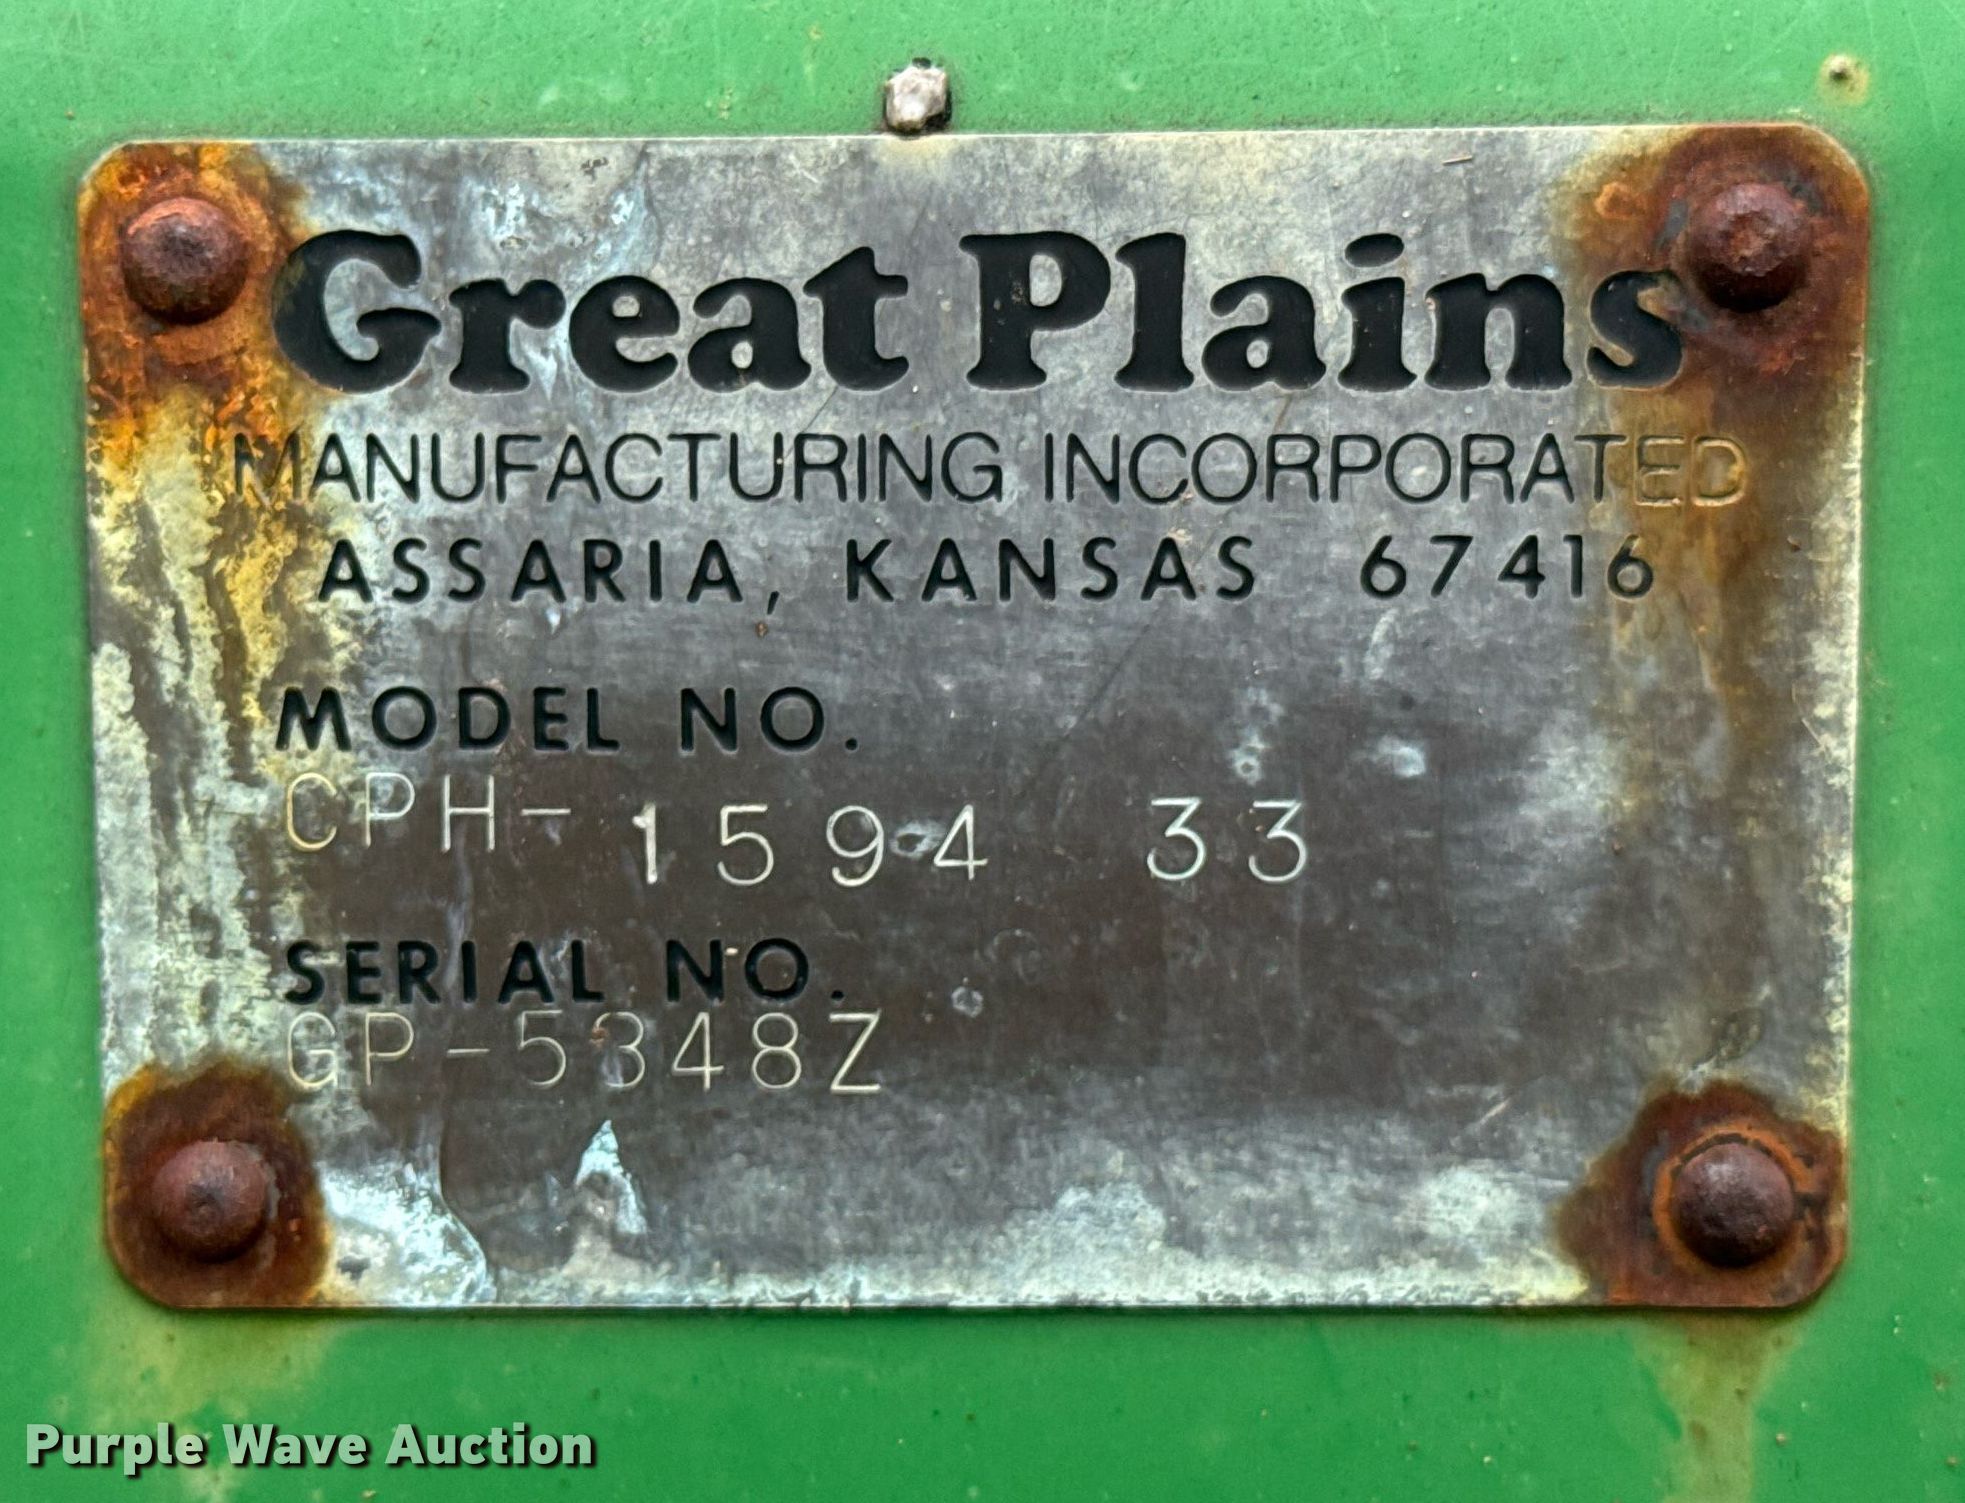 Great Plains
MANUFACTURING INCORPORATED
ASSARIA, KANSAS 67416
MODEL NO.
CPH-1594 33
SERIAL NO.
GP-5348Z
Purple Wave Auction